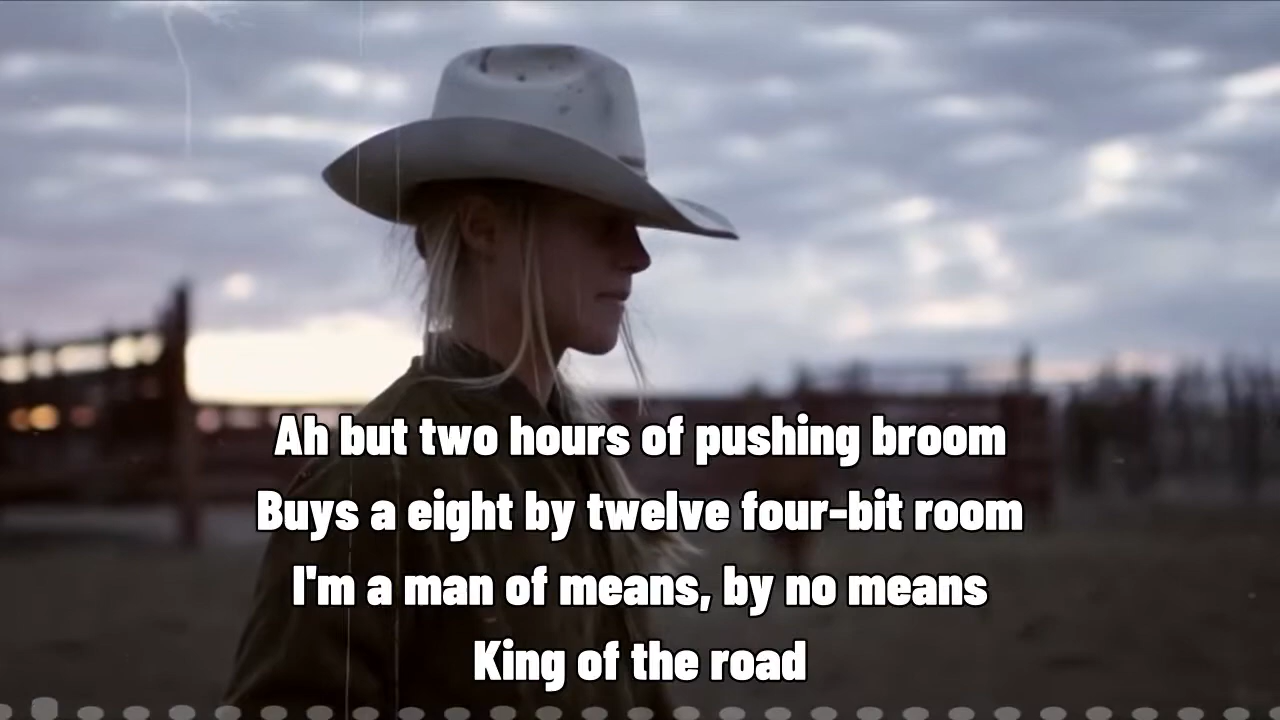 Ah but two hours of pushing broom
Buys a eight by twelve four-bit room
I'm a man of means, by no means
King of the road